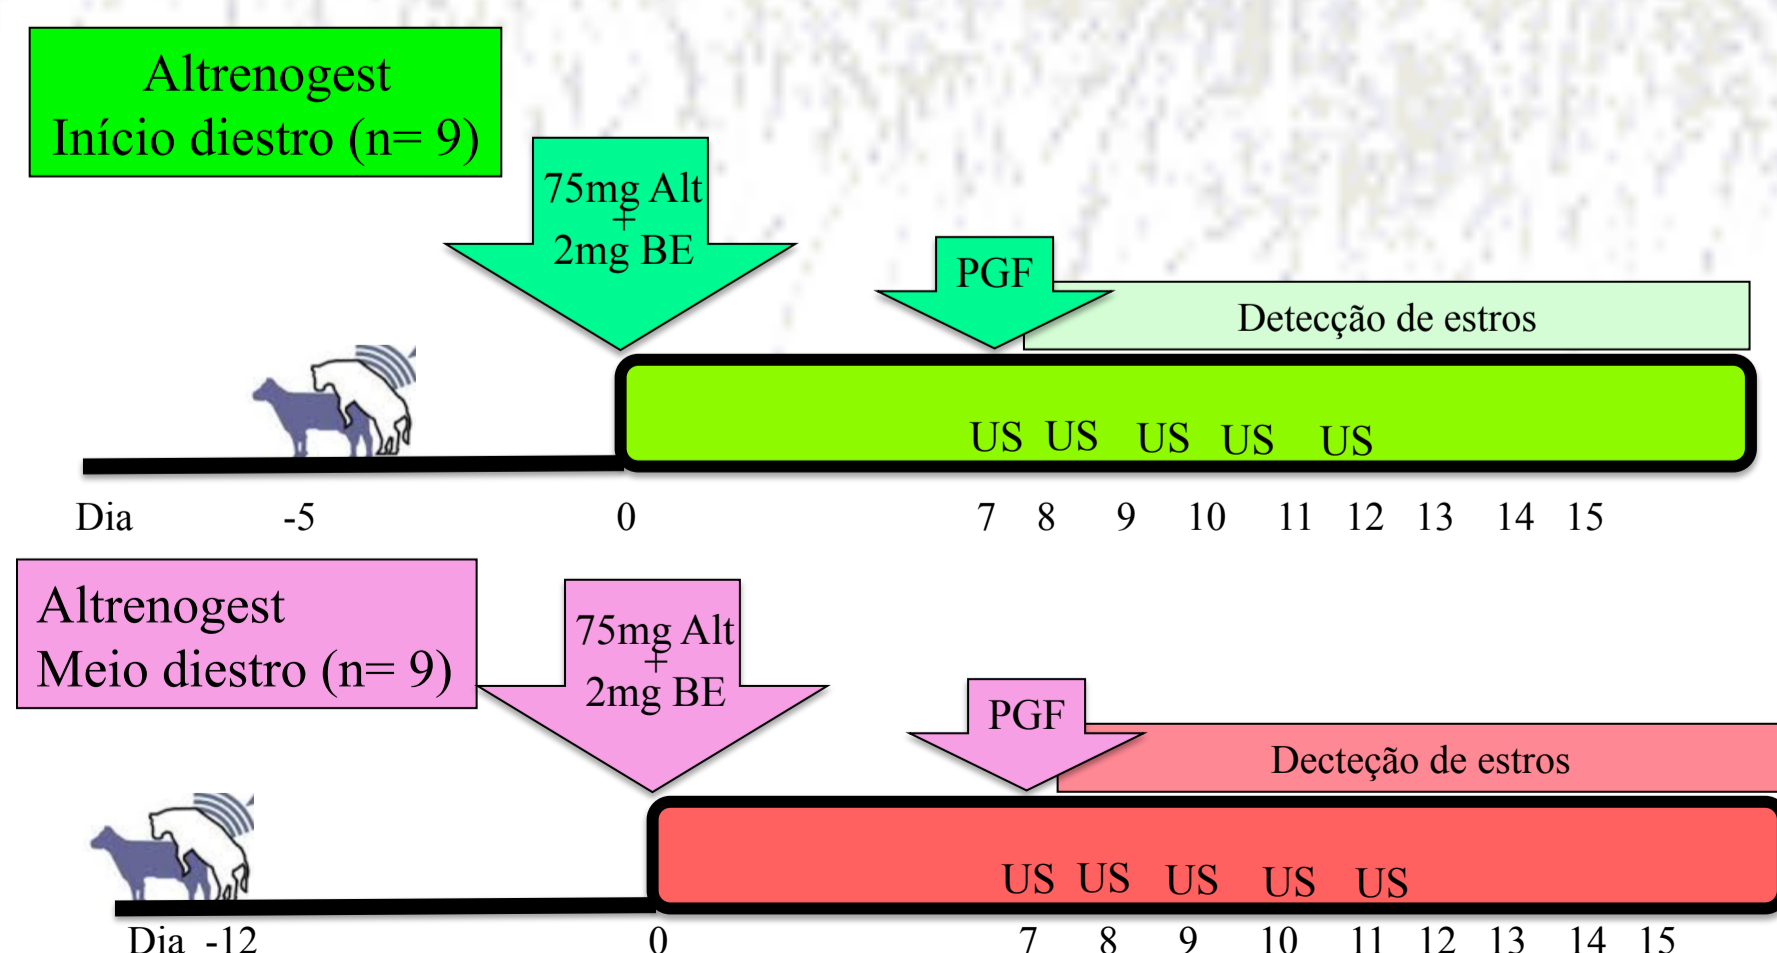 Altrenogest
Início diestro (n= 9)
75mg Alt
+
2mg BE
PGF
Detecção de estros
US US US US US
Dia -5 0 7 8 9 10 11 12 13 14 15
Altrenogest
Meio diestro (n= 9)
75mg Alt
+
2mg BE
PGF
Decteção de estros
US US US US US
Dia -12 0 7 8 9 10 11 12 13 14 15